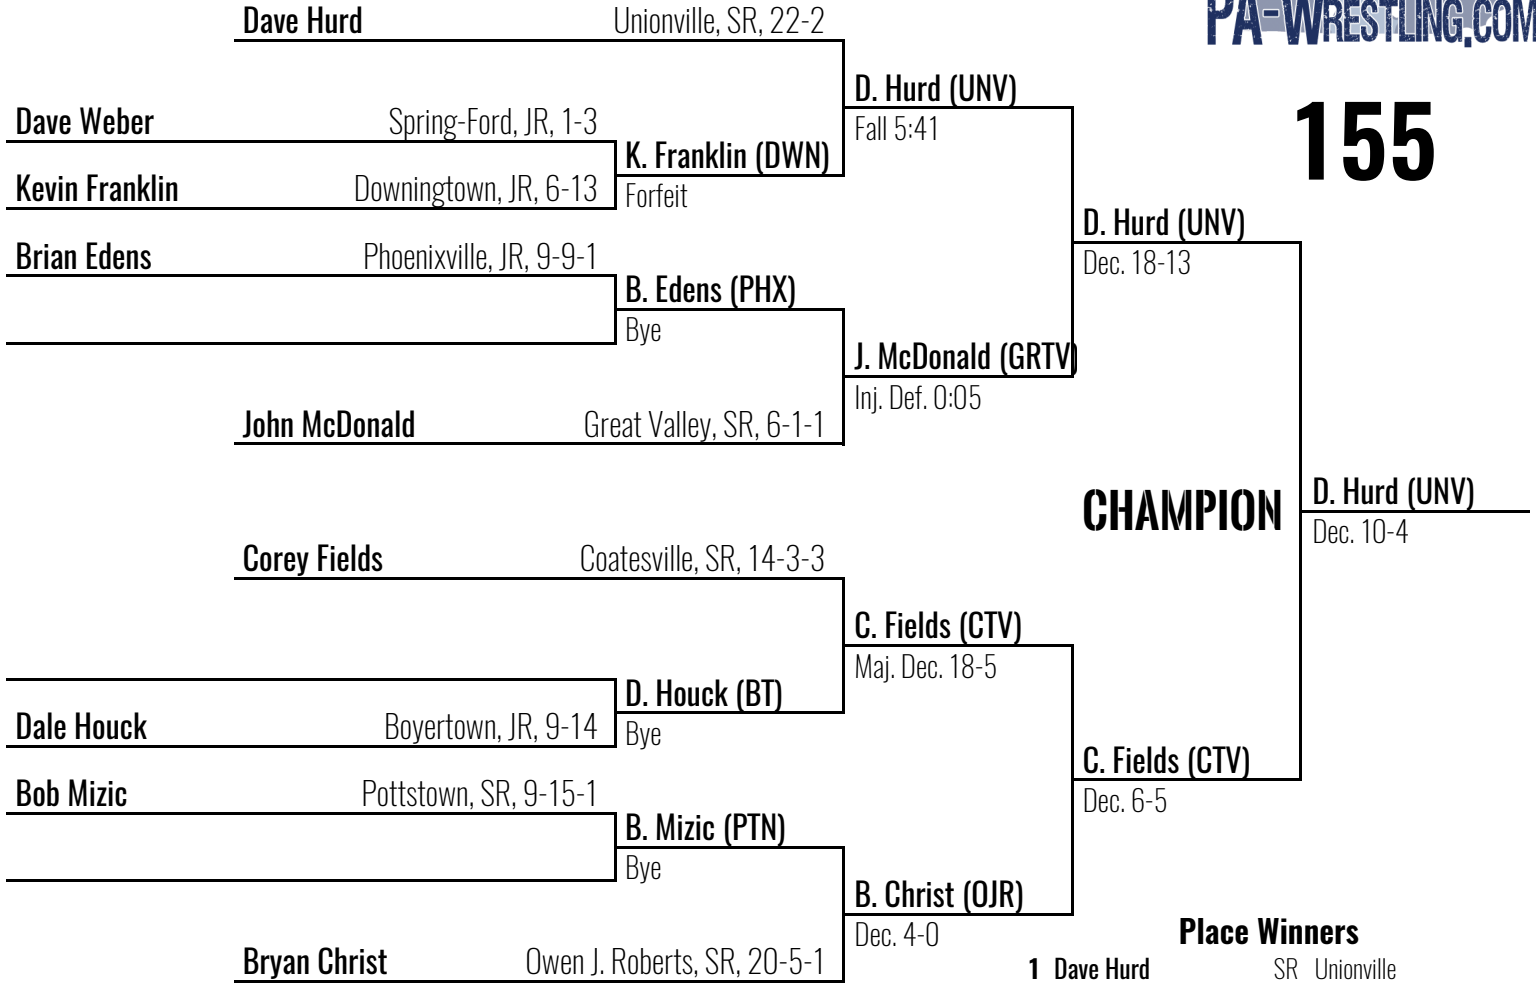 PA-WRESTLING.COM
155
Dave Hurd Unionville, SR, 22-2
D. Hurd (UNV)
Fall 5:41
Dave Weber Spring-Ford, JR, 1-3
K. Franklin (DWN)
Forfeit
Kevin Franklin Downingtown, JR, 6-13
D. Hurd (UNV)
Dec. 18-13
Brian Edens Phoenixville, JR, 9-9-1
B. Edens (PHX)
Bye
J. McDonald (GRTV)
Inj. Def. 0:05
John McDonald Great Valley, SR, 6-1-1
CHAMPION
D. Hurd (UNV)
Dec. 10-4
Corey Fields Coatesville, SR, 14-3-3
C. Fields (CTV)
Maj. Dec. 18-5
D. Houck (BT)
Bye
Dale Houck Boyertown, JR, 9-14
C. Fields (CTV)
Dec. 6-5
Bob Mizic Pottstown, SR, 9-15-1
B. Mizic (PTN)
Bye
B. Christ (OJR)
Dec. 4-0
Bryan Christ Owen J. Roberts, SR, 20-5-1
Place Winners
1 Dave Hurd SR Unionville